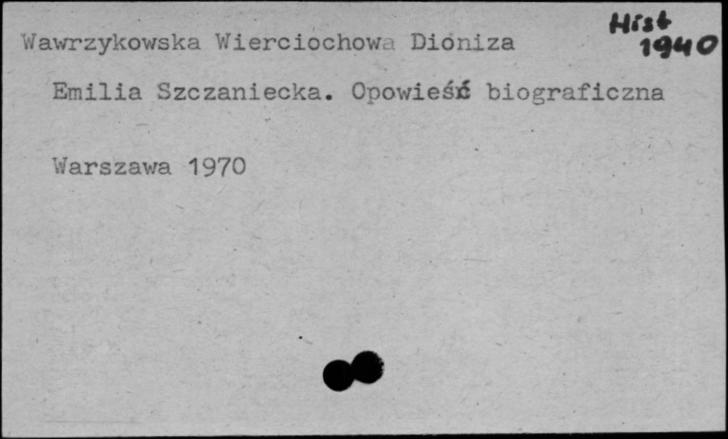 Hist
1940
Wawrzykowska Wierciochowa Dioniza
Emilia Szczaniecka. Opowieść biograficzna
Warszawa 1970